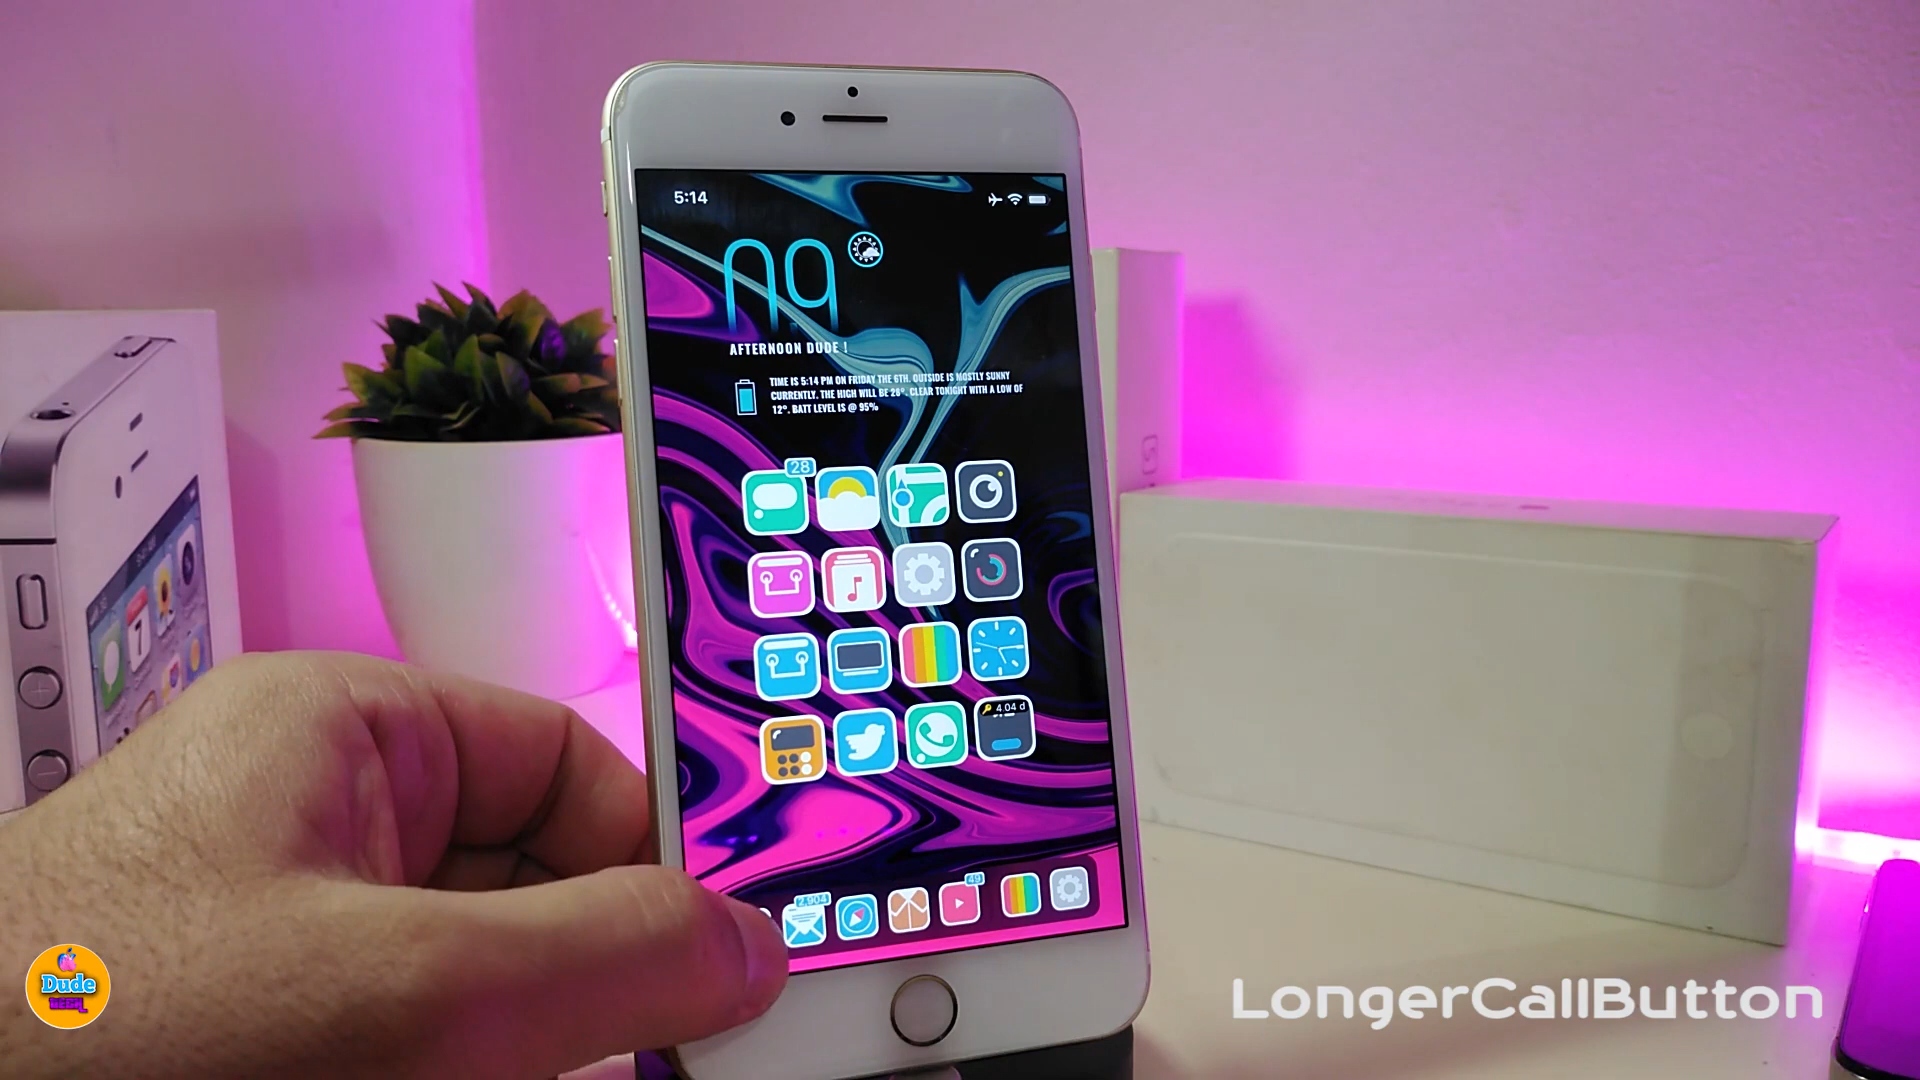 5:14
AFTERNOON DUDE !
TIME IS 5:14 PM ON FRIDAY THE 6TH. OUTSIDE IS MOSTLY SUNNY
CURRENTLY. THE HIGH WILL BE 28°. CLEAR TONIGHT WITH A LOW OF
12°. BATT LEVEL IS @ 95%
28
4.04 d
2,904
49
7
Dude
TECH
LongerCallButton